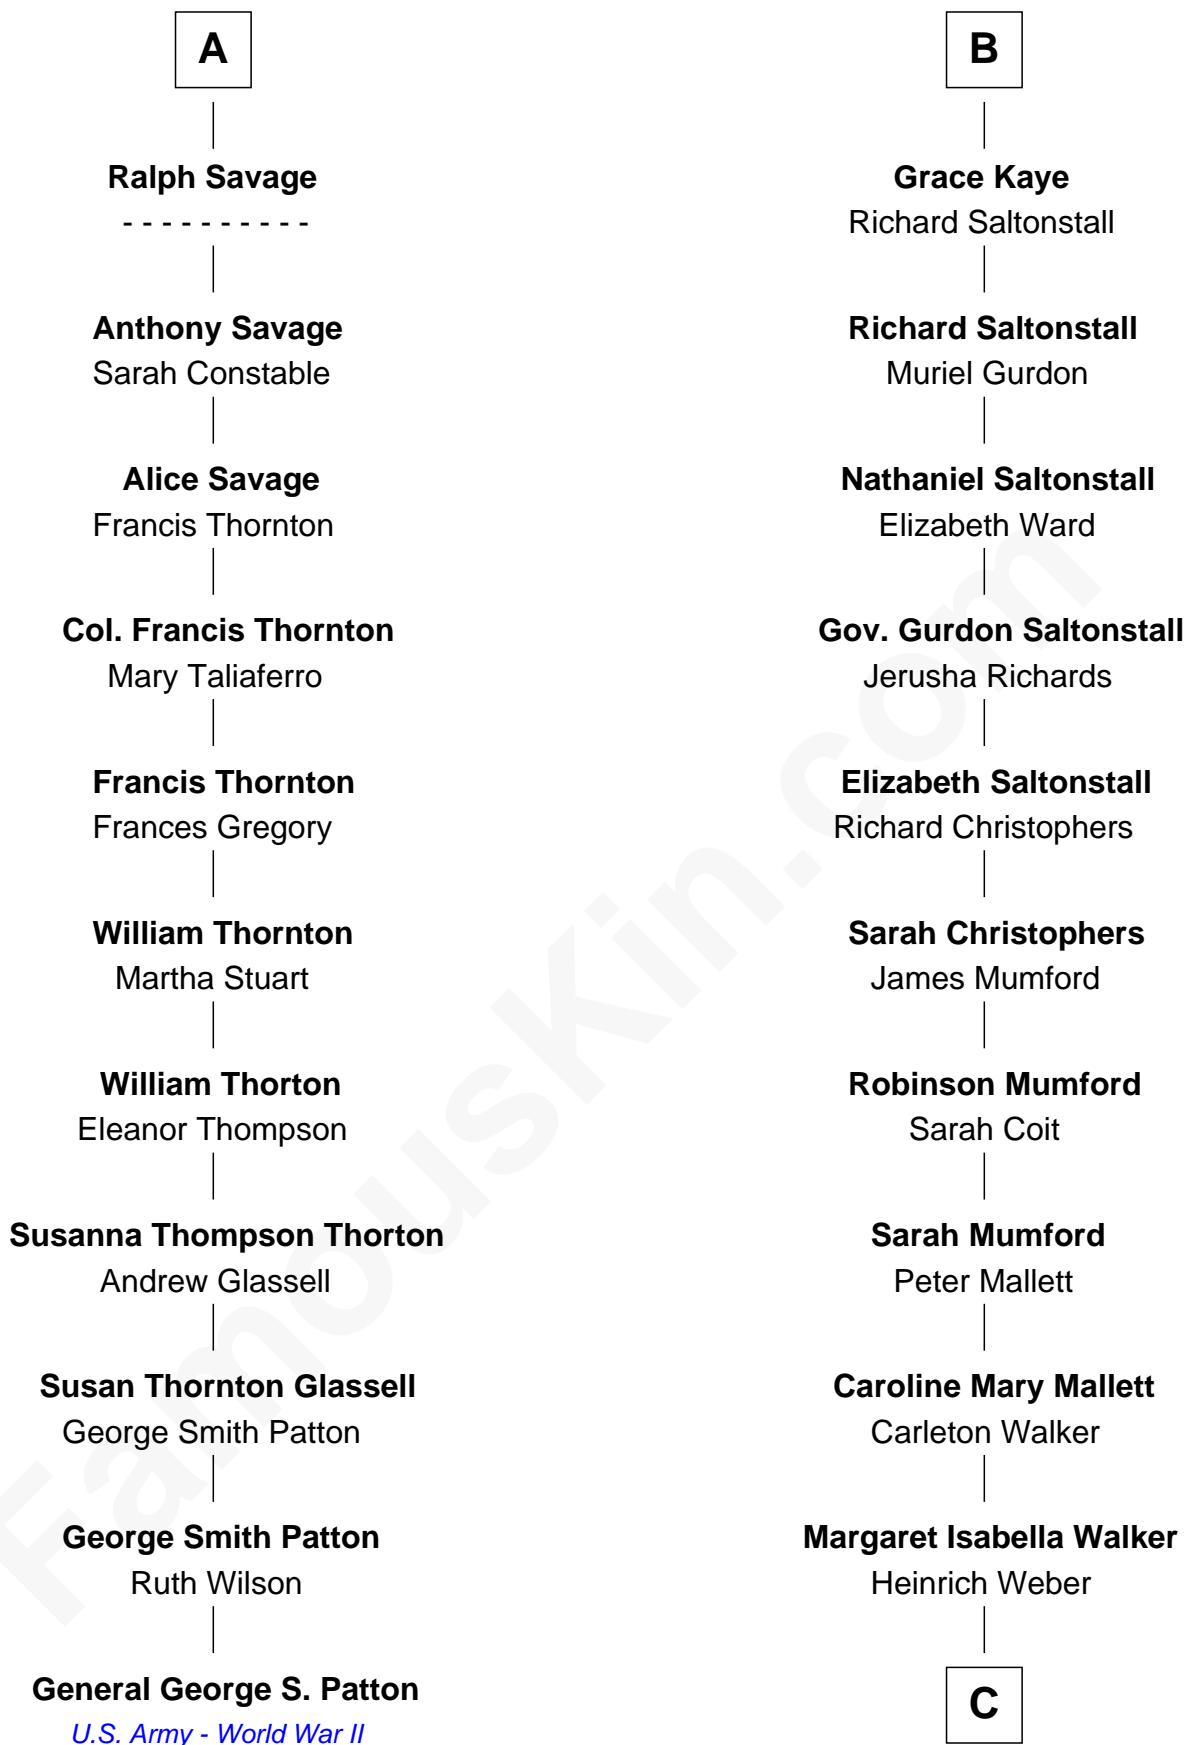 A
Ralph Savage
- - - - - - - - - -
Anthony Savage
Sarah Constable
Alice Savage
Francis Thornton
Col. Francis Thornton
Mary Taliaferro
Francis Thornton
Frances Gregory
William Thornton
Martha Stuart
William Thorton
Eleanor Thompson
Susanna Thompson Thorton
Andrew Glassell
Susan Thornton Glassell
George Smith Patton
George Smith Patton
Ruth Wilson
General George S. Patton
U.S. Army - World War II
B
Grace Kaye
Richard Saltonstall
Richard Saltonstall
Muriel Gurdon
Nathaniel Saltonstall
Elizabeth Ward
Gov. Gurdon Saltonstall
Jerusha Richards
Elizabeth Saltonstall
Richard Christophers
Sarah Christophers
James Mumford
Robinson Mumford
Sarah Coit
Sarah Mumford
Peter Mallett
Caroline Mary Mallett
Carleton Walker
Margaret Isabella Walker
Heinrich Weber
C
FamousKin.com